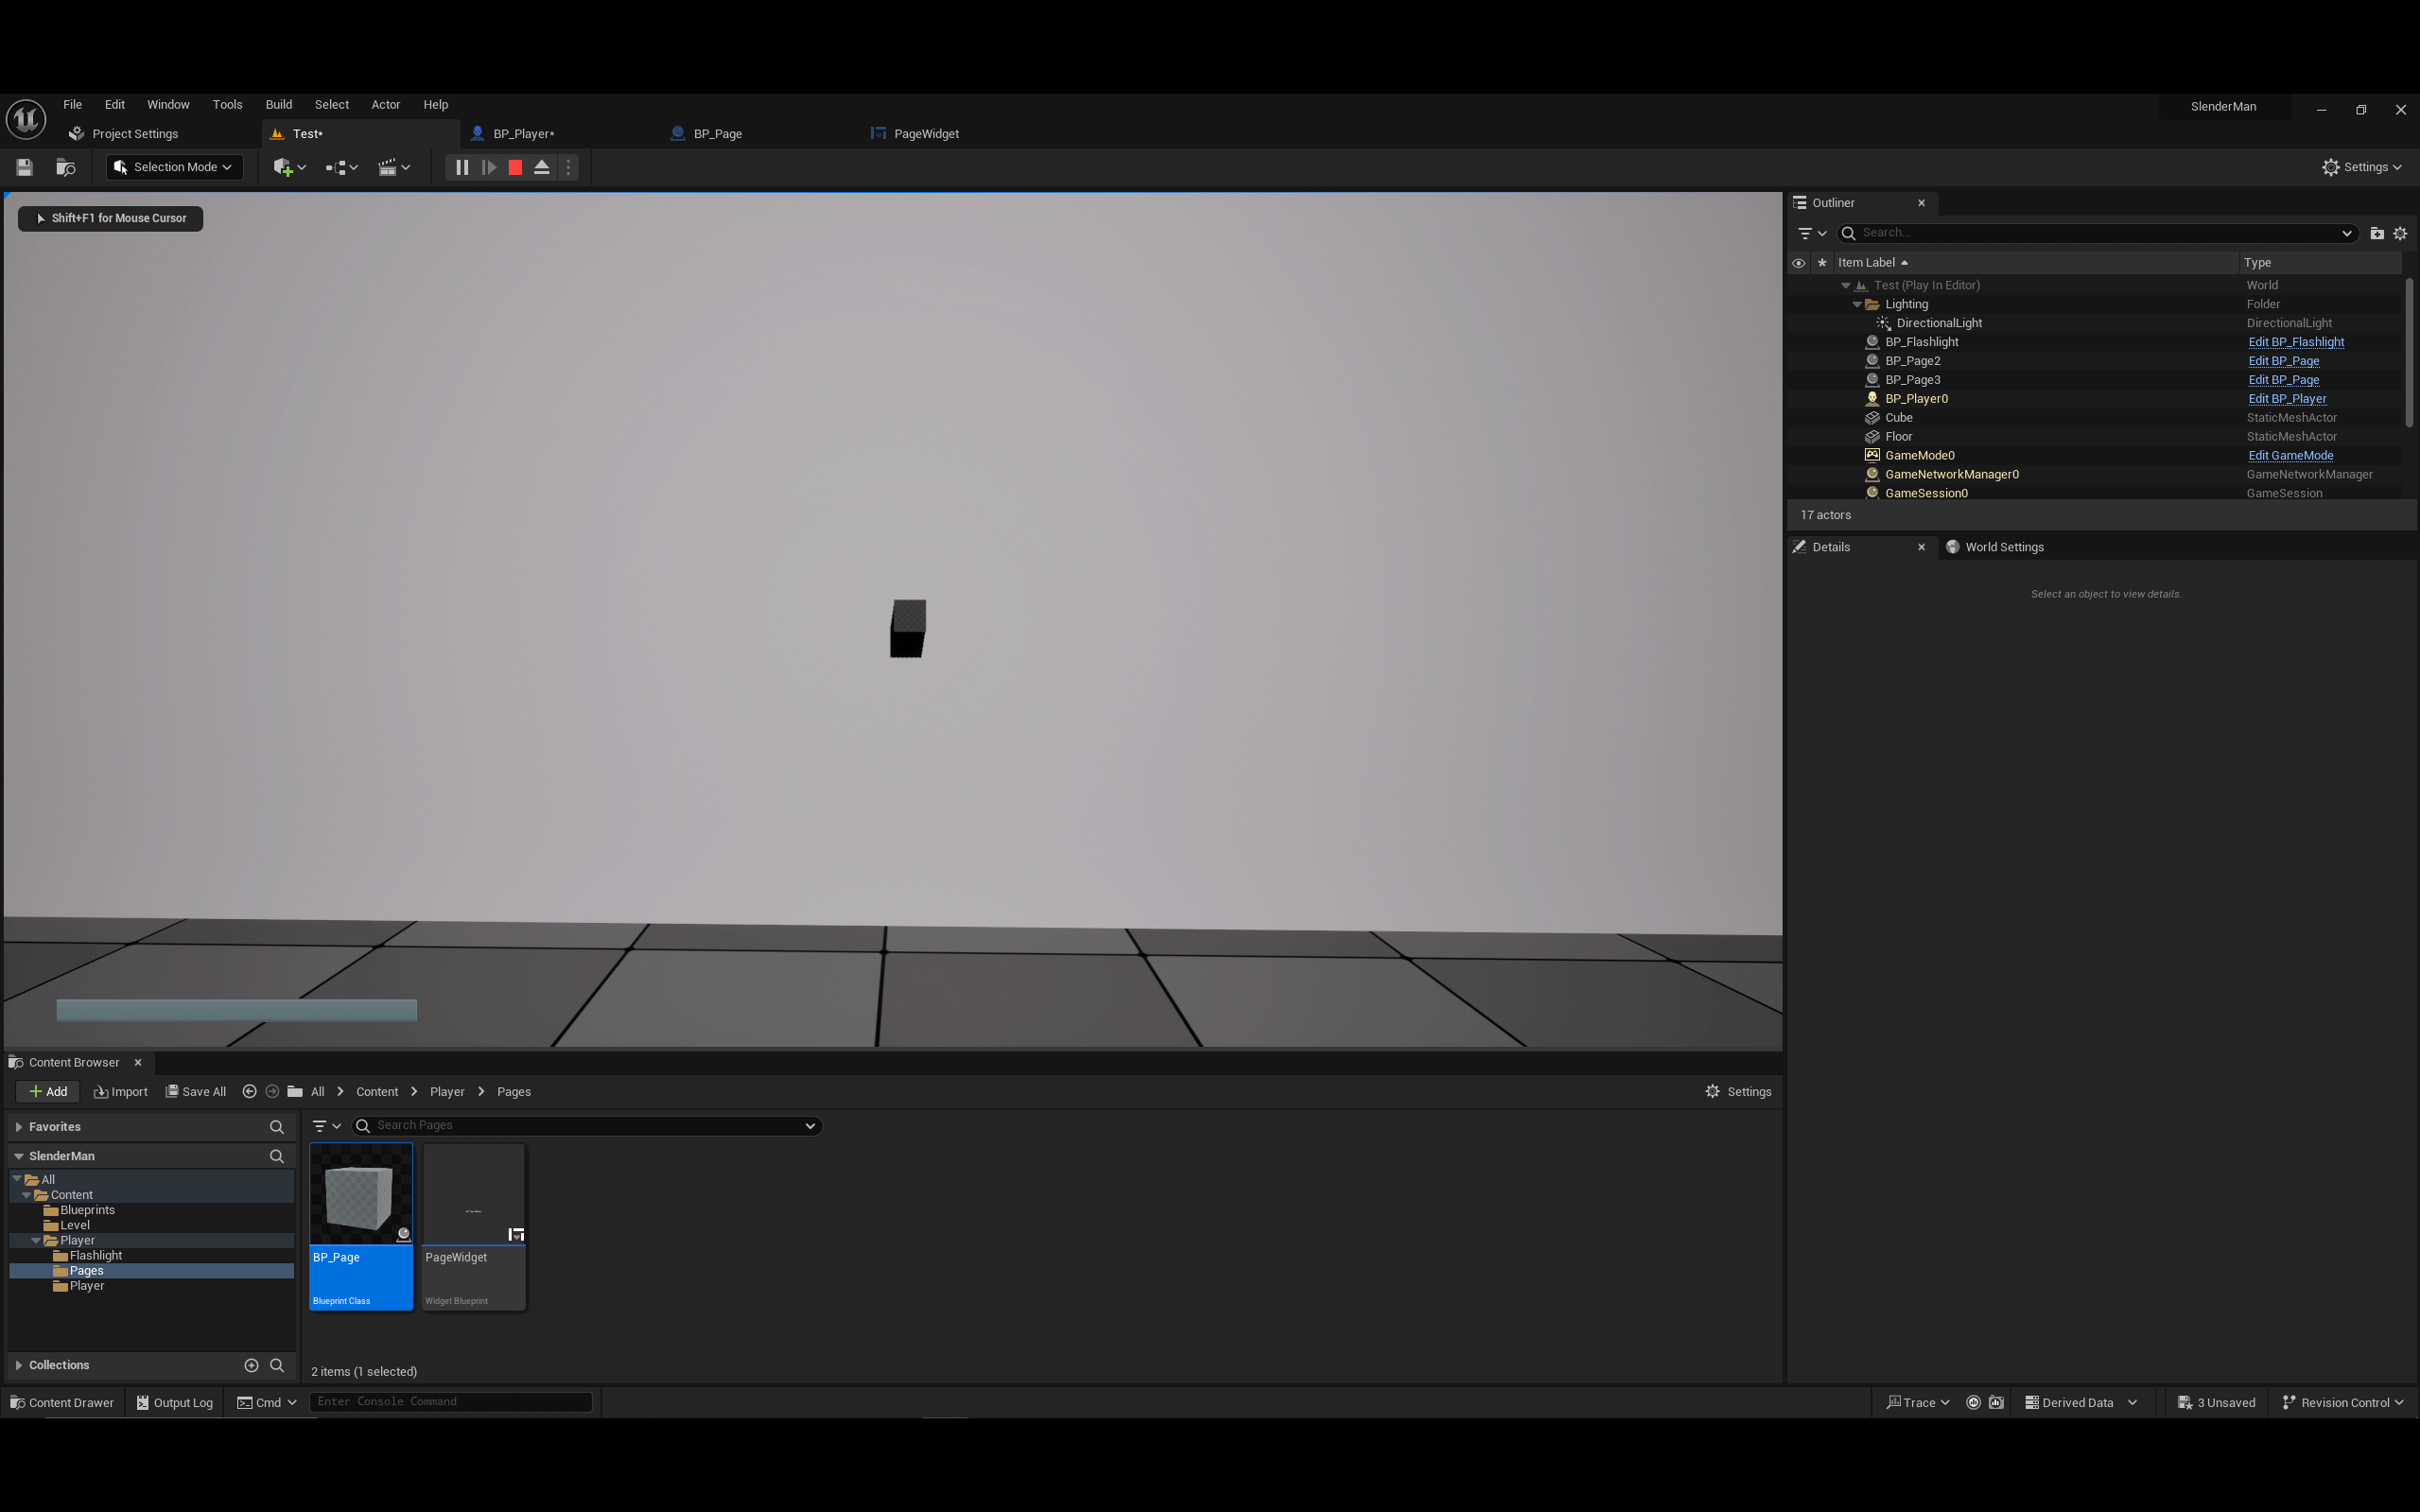 File Edit Window Tools Build Select Actor Help SlenderMan
Project Settings Test* BP_Player* BP_Page PageWidget
Selection Mode Settings
Shift+F1 for Mouse Cursor
Outliner
Search...
Item Label Type
Test (Play In Editor) World
Lighting Folder
DirectionalLight DirectionalLight
BP_Flashlight Edit BP_Flashlight
BP_Page2 Edit BP_Page
BP_Page3 Edit BP_Page
BP_Player0 Edit BP_Player
Cube StaticMeshActor
Floor StaticMeshActor
GameMode0 Edit GameMode
GameNetworkManager0 GameNetworkManager
GameSession0 GameSession
17 actors
Details World Settings
Select an object to view details.
Content Browser
Add Import Save All All Content Player Pages Settings
Favorites
Search Pages
SlenderMan
All
Content
Blueprints
Level
Player
Flashlight
Pages
Player
BP_Page PageWidget
Blueprint Class Widget Blueprint
Collections
2 items (1 selected)
Content Drawer Output Log Cmd Enter Console Command Trace Derived Data 3 Unsaved Revision Control